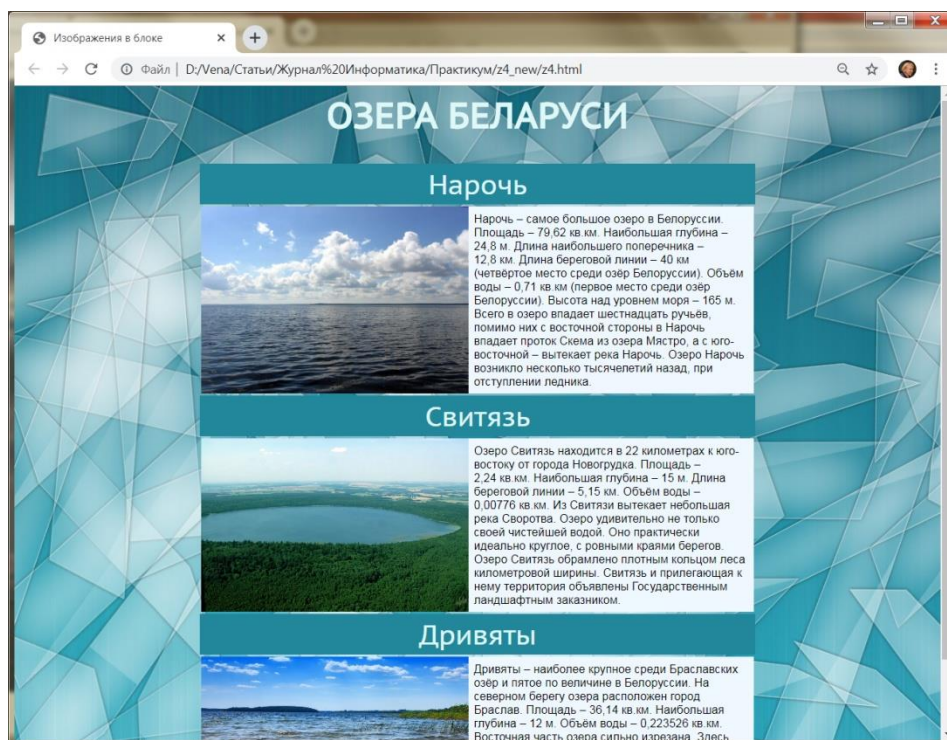 Изображения в блоке
Файл | D:/Vena/Статьи/Журнал%20Информатика/Практикум/z4_new/z4.html
ОЗЕРА БЕЛАРУСИ
Нарочь
Нарочь – самое большое озеро в Белоруссии.
Площадь – 79,62 кв.км. Наибольшая глубина –
24,8 м. Длина наибольшего поперечника –
12,8 км. Длина береговой линии – 40 км
(четвёртое место среди озёр Белоруссии). Объём
воды – 0,71 кв.км (первое место среди озёр
Белоруссии). Высота над уровнем моря – 165 м.
Всего в озеро впадает шестнадцать ручьёв,
помимо них с восточной стороны в Нарочь
впадает проток Скема из озера Мястро, а с юго-
восточной – вытекает река Нарочь. Озеро Нарочь
возникло несколько тысячелетий назад, при
отступлении ледника.
Свитязь
Озеро Свитязь находится в 22 километрах к юго-
востоку от города Новогрудка. Площадь –
2,24 кв.км. Наибольшая глубина – 15 м. Длина
береговой линии – 5,15 км. Объём воды –
0,00776 кв.км. Из Свитязи вытекает небольшая
река Своротва. Озеро удивительно не только
своей чистейшей водой. Оно практически
идеально круглое, с ровными краями берегов.
Озеро Свитязь обрамлено плотным кольцом леса
километровой ширины. Свитязь и прилегающая к
нему территория объявлены Государственным
ландшафтным заказником.
Дривяты
Дривяты – наиболее крупное среди Браславских
озёр и пятое по величине в Белоруссии. На
северном берегу озера расположен город
Браслав. Площадь – 36,14 кв.км. Наибольшая
глубина – 12 м. Объём воды – 0,223526 кв.км.
Восточная часть озера сильно изрезана. Здесь